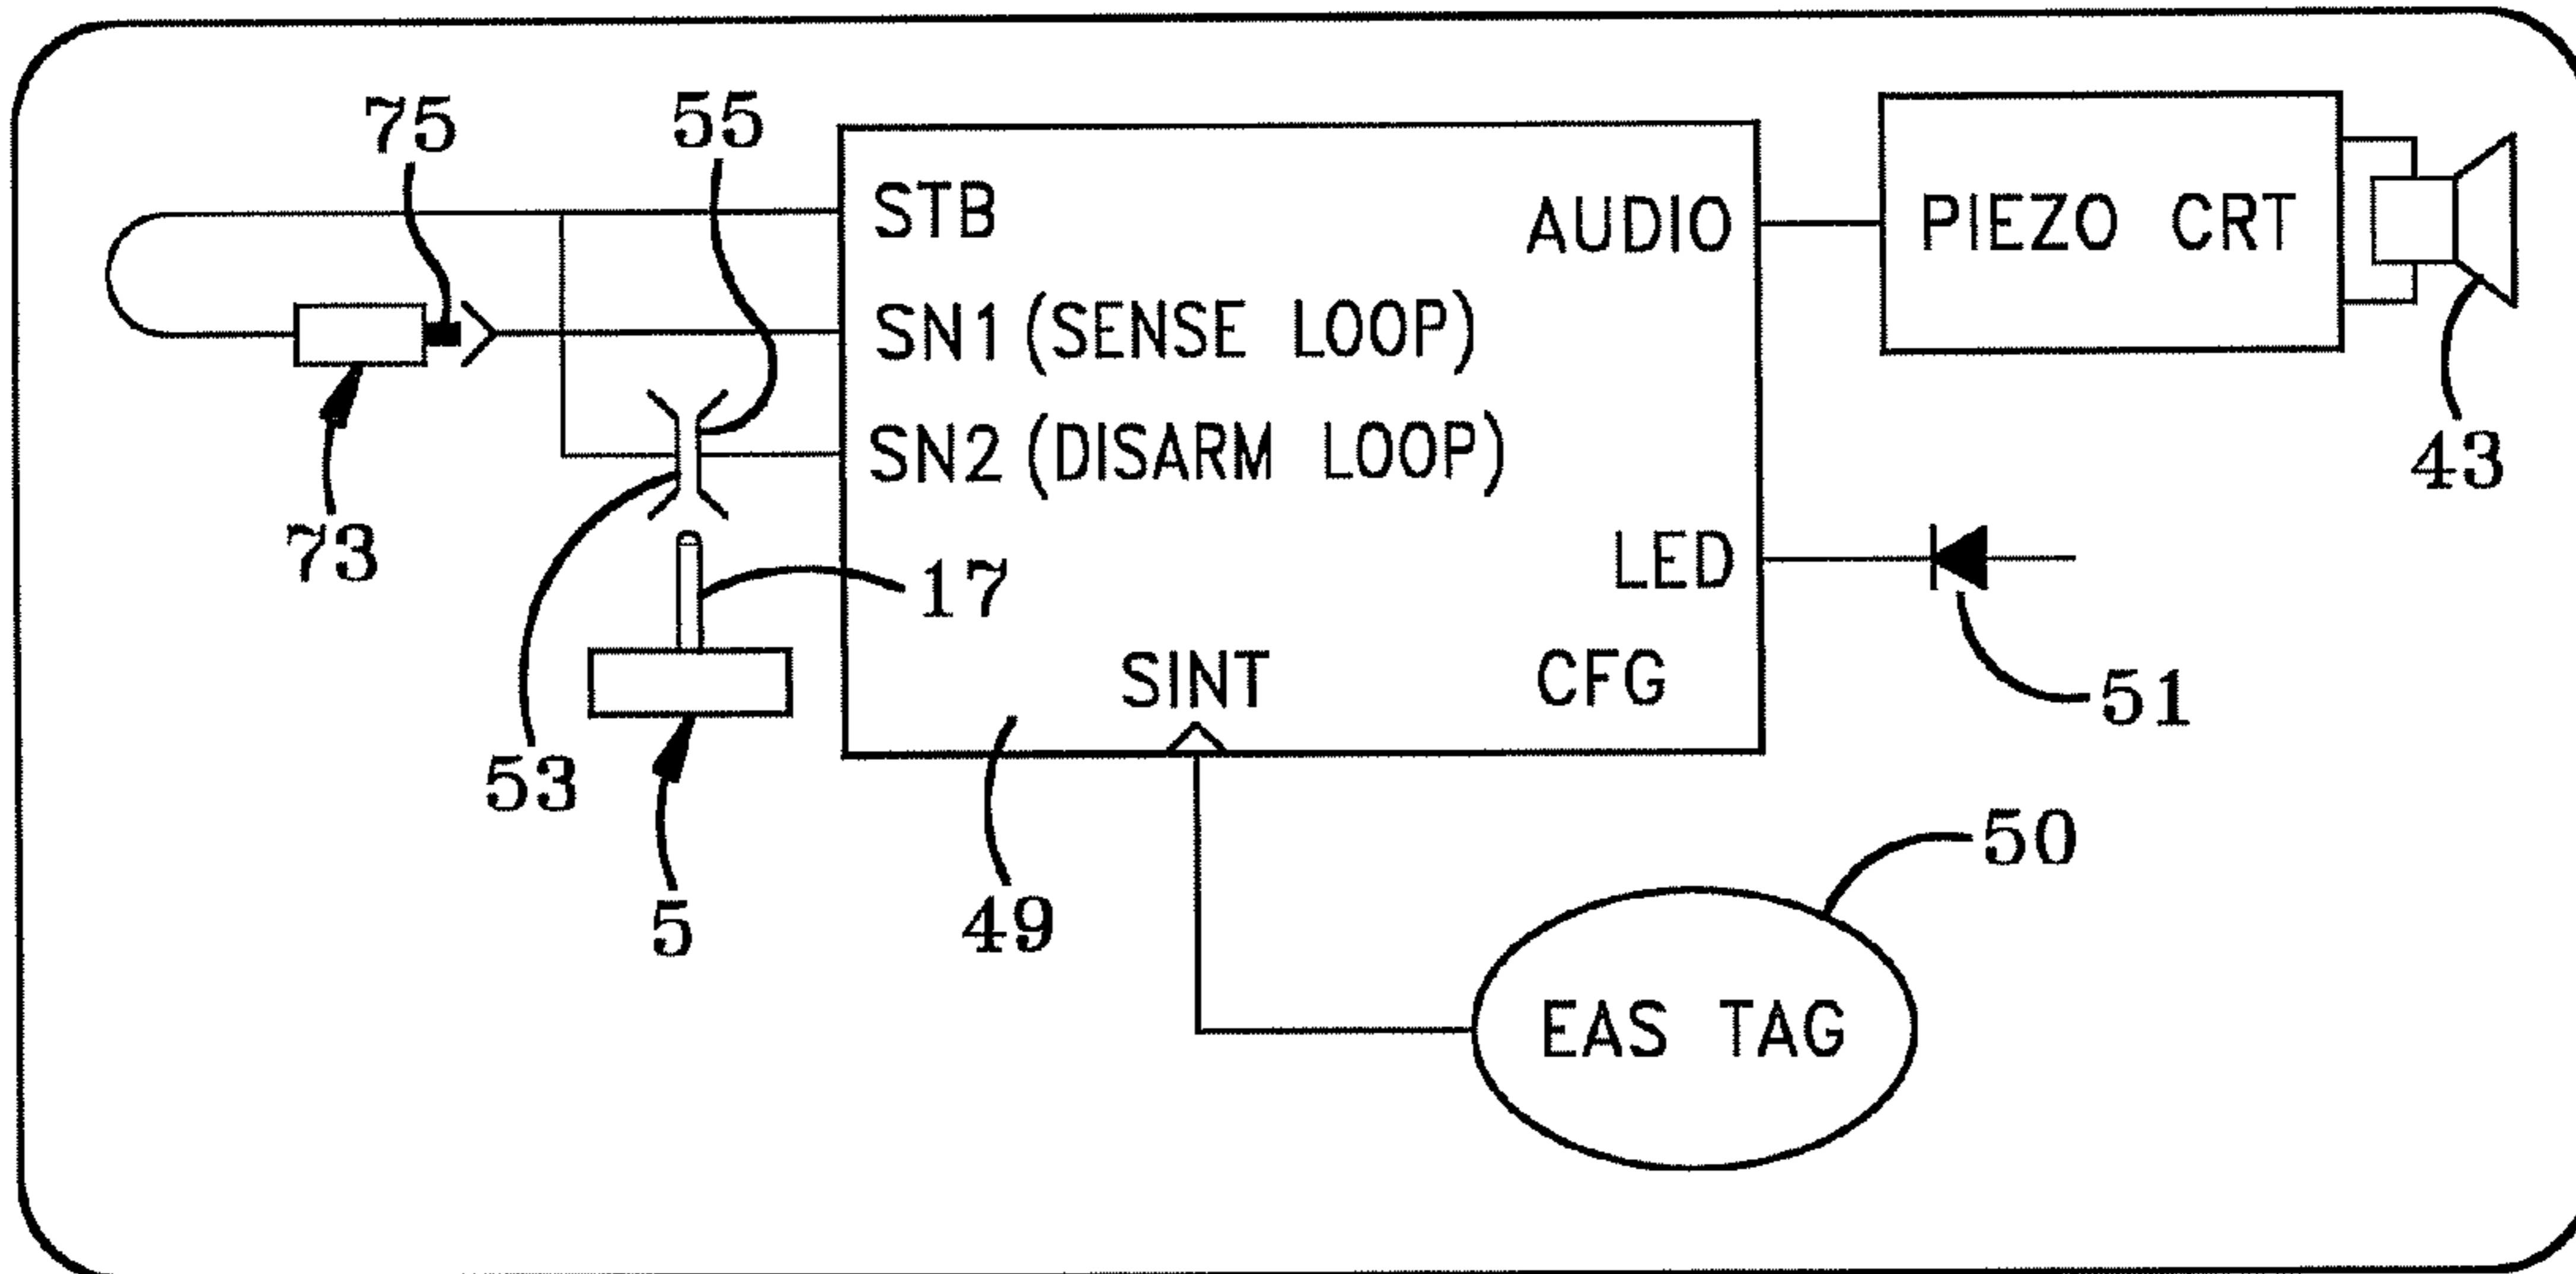 75
55
STB
AUDIO
PIEZO CRT
SN1 (SENSE LOOP)
SN2 (DISARM LOOP)
43
73
17
LED
SINT
CFG
51
53
5
49
50
EAS TAG